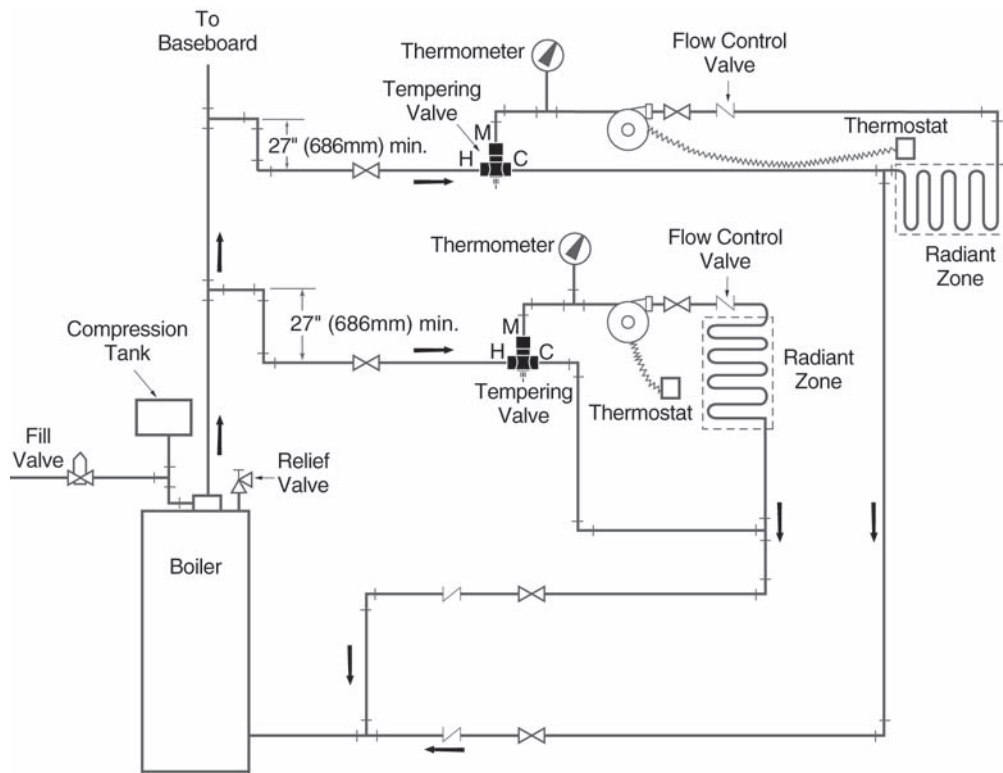 To
Baseboard
Thermometer
Flow Control
Valve
Tempering
Valve
Thermostat
M
27" (686mm) min.
H
C
Radiant
Zone
Thermometer
Flow Control
Valve
27" (686mm) min.
M
H
C
Compression
Tank
Radiant
Zone
Tempering
Valve
Thermostat
Fill
Valve
Relief
Valve
Boiler